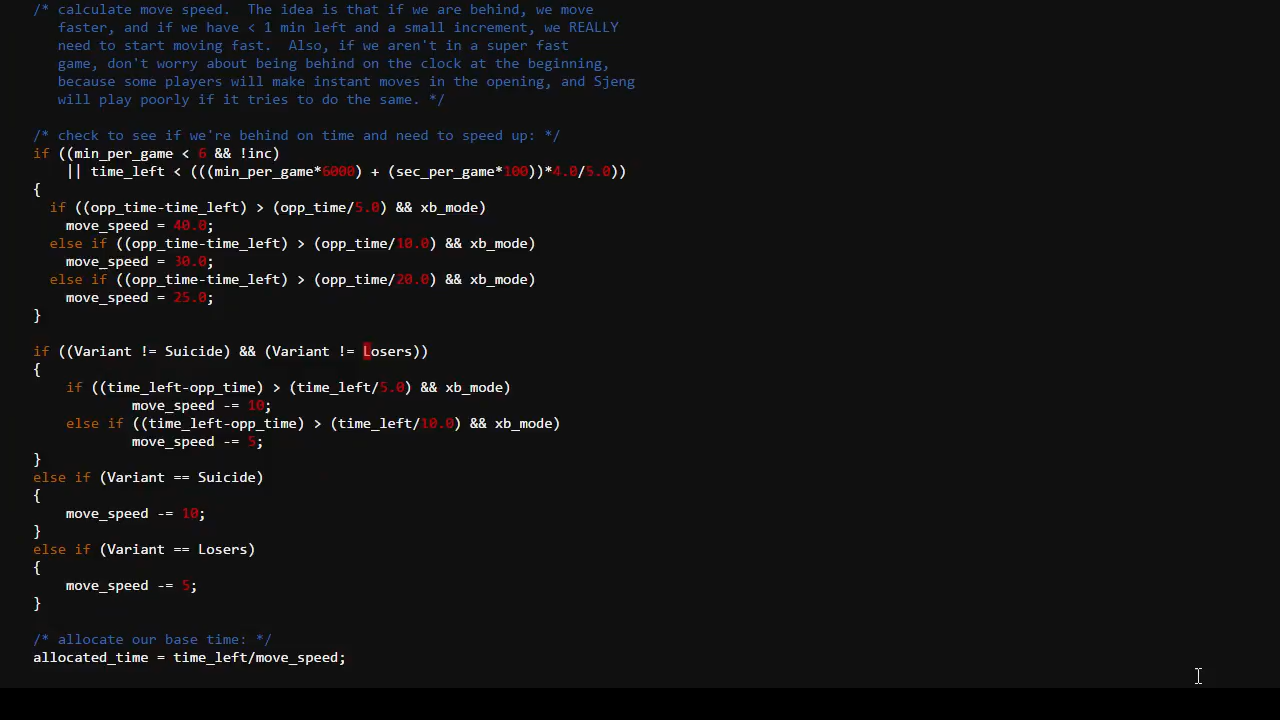 /* calculate move speed.  The idea is that if we are behind, we move
   faster, and if we have < 1 min left and a small increment, we REALLY
   need to start moving fast.  Also, if we aren't in a super fast
   game, don't worry about being behind on the clock at the beginning,
   because some players will make instant moves in the opening, and Sjeng
   will play poorly if it tries to do the same. */

/* check to see if we're behind on time and need to speed up: */
if ((min_per_game < 6 && !inc)
    || time_left < (((min_per_game*6000) + (sec_per_game*100))*4.0/5.0))
{
  if ((opp_time-time_left) > (opp_time/5.0) && xb_mode)
    move_speed = 40.0;
  else if ((opp_time-time_left) > (opp_time/10.0) && xb_mode)
    move_speed = 30.0;
  else if ((opp_time-time_left) > (opp_time/20.0) && xb_mode)
    move_speed = 25.0;
}

if ((Variant != Suicide) && (Variant != Losers))
{
    if ((time_left-opp_time) > (time_left/5.0) && xb_mode)
            move_speed -= 10;
    else if ((time_left-opp_time) > (time_left/10.0) && xb_mode)
            move_speed -= 5;
}
else if (Variant == Suicide)
{
    move_speed -= 10;
}
else if (Variant == Losers)
{
    move_speed -= 5;
}

/* allocate our base time: */
allocated_time = time_left/move_speed;